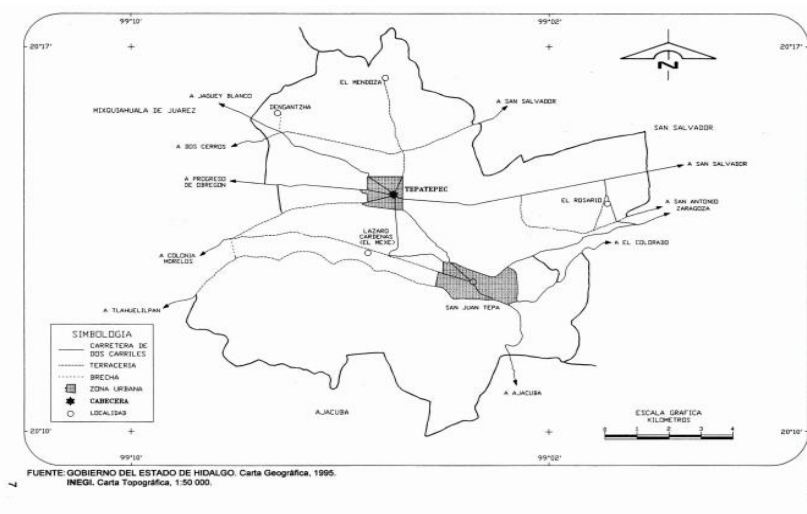 99°10'
99°02'
20°17'
20°17'
EL MENDOZA
A JAGUEY BLANCO
A SAN SALVADOR
MIXQUIAHUALA DE JUAREZ
DENGANTZHA
N
SAN SALVADOR
A DOS CERROS
A SAN SALVADOR
A PROGRESO
DE OBREGON
TEPATEPEC
EL ROSARIO
A SAN ANTONIO
ZARAGOZA
LAZARO
CARDENAS
(EL MEXE)
A EL COLORADO
A COLONIA
MORELOS
A TLAHUELILPAN
SAN JUAN TEPA
SIMBOLOGIA
CARRETERA DE
DOS CARRILES
TERRACERIA
BRECHA
ZONA URBANA
CABECERA
LOCALIDAD
A AJACUBA
AJACUBA
ESCALA GRAFICA
KILOMETROS
0 1 2 3 4
20°10'
20°10'
99°10'
99°02'
FUENTE: GOBIERNO DEL ESTADO DE HIDALGO. Carta Geográfica, 1995.
INEGI. Carta Topográfica, 1:50 000.
7